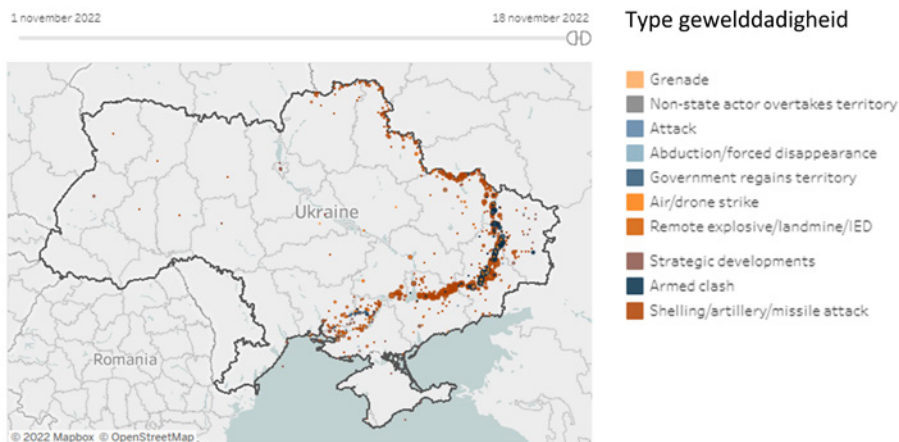 1 november 2022
18 november 2022
Type gewelddadigheid
Grenade
Non-state actor overtakes territory
Attack
Abduction/forced disappearance
Government regains territory
Air/drone strike
Remote explosive/landmine/IED
Strategic developments
Armed clash
Shelling/artillery/missile attack
Ukraine
Romania
© 2022 Mapbox © OpenStreetMap